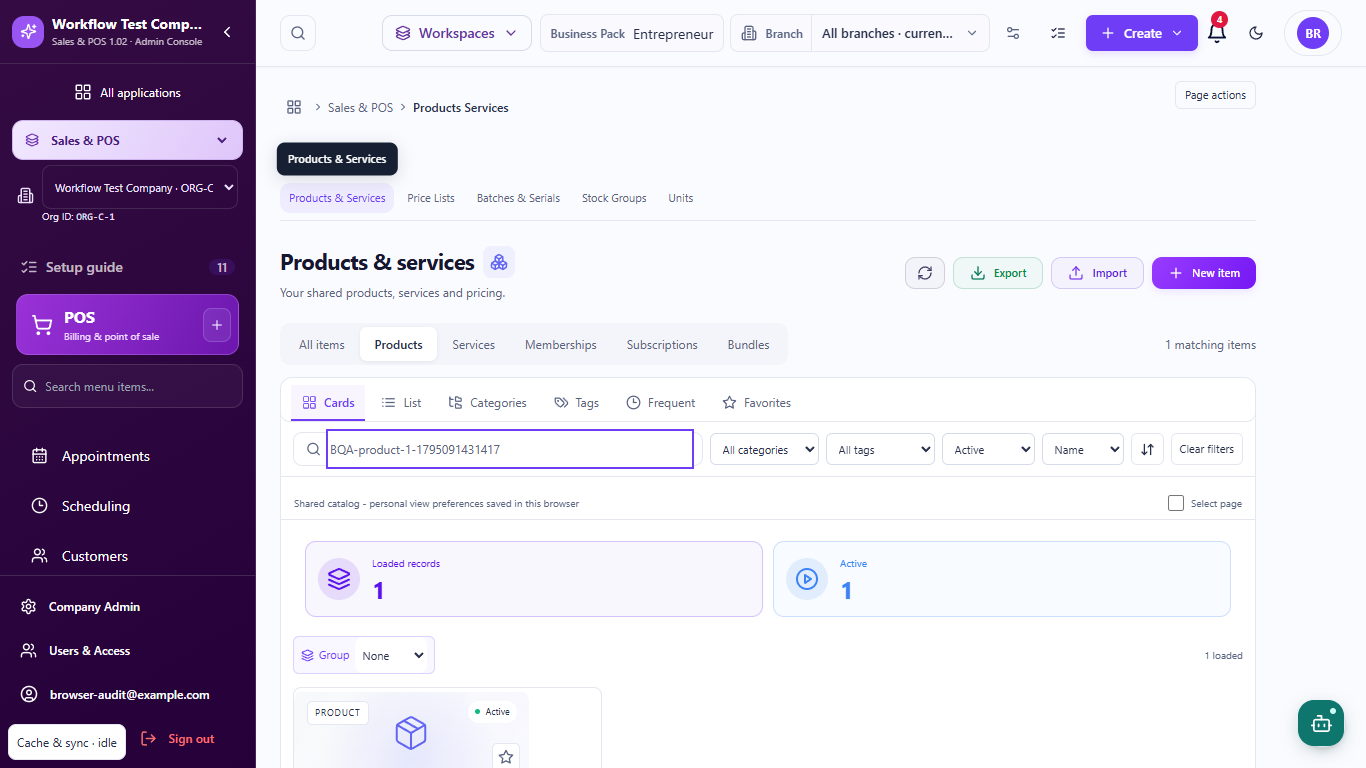 Workflow Test Comp...
Sales & POS 1.02 · Admin Console
All applications
Sales & POS
Workflow Test Company · ORG-C
Org ID: ORG-C-1
Setup guide
11
POS
Billing & point of sale
Search menu items...
Appointments
Scheduling
Customers
Company Admin
Users & Access
browser-audit@example.com
Cache & sync · idle
Sign out
Workspaces
Business Pack
Entrepreneur
Branch
All branches · curren...
Create
4
BR
Sales & POS
Products Services
Page actions
Products & Services
Products & Services
Price Lists
Batches & Serials
Stock Groups
Units
Products & services
Your shared products, services and pricing.
Export
Import
New item
All items
Products
Services
Memberships
Subscriptions
Bundles
1 matching items
Cards
List
Categories
Tags
Frequent
Favorites
BQA-product-1-1795091431417
All categories
All tags
Active
Name
Clear filters
Shared catalog - personal view preferences saved in this browser
Select page
Loaded records
1
Active
1
Group
None
1 loaded
PRODUCT
Active